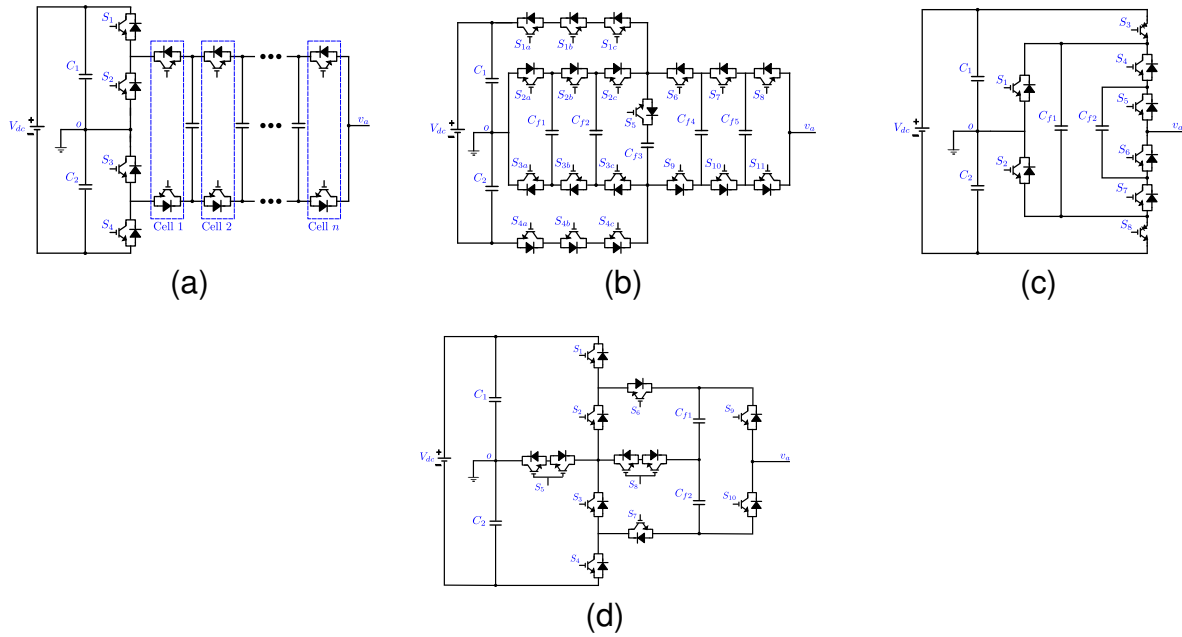 S1
C1
S2
Vdc + −
o
va
S3
C2
S4
Cell 1 Cell 2 Cell n
(a)
S1a S1b S1c
C1
S2a S2b S2c S6 S7 S8
Vdc + −
o
Cf1 Cf2 S5 Cf4 Cf5
va
Cf3
S3a S3b S3c S9 S10 S11
C2
S4a S4b S4c
(b)
S3
C1
S4
S1
S5
Vdc + −
o
Cf1 Cf2
va
S6
S2
C2
S7
S8
(c)
S1
C1
S2
S6
Cf1
S9
Vdc + −
o
va
S5
S8
S3
S7
Cf2
S10
C2
S4
(d)